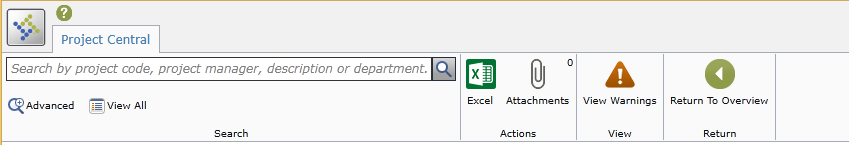 ?
Project Central
Search by project code, project manager, description or department.
Advanced
View All
Search
Excel
0
Attachments
Actions
View Warnings
View
Return To Overview
Return